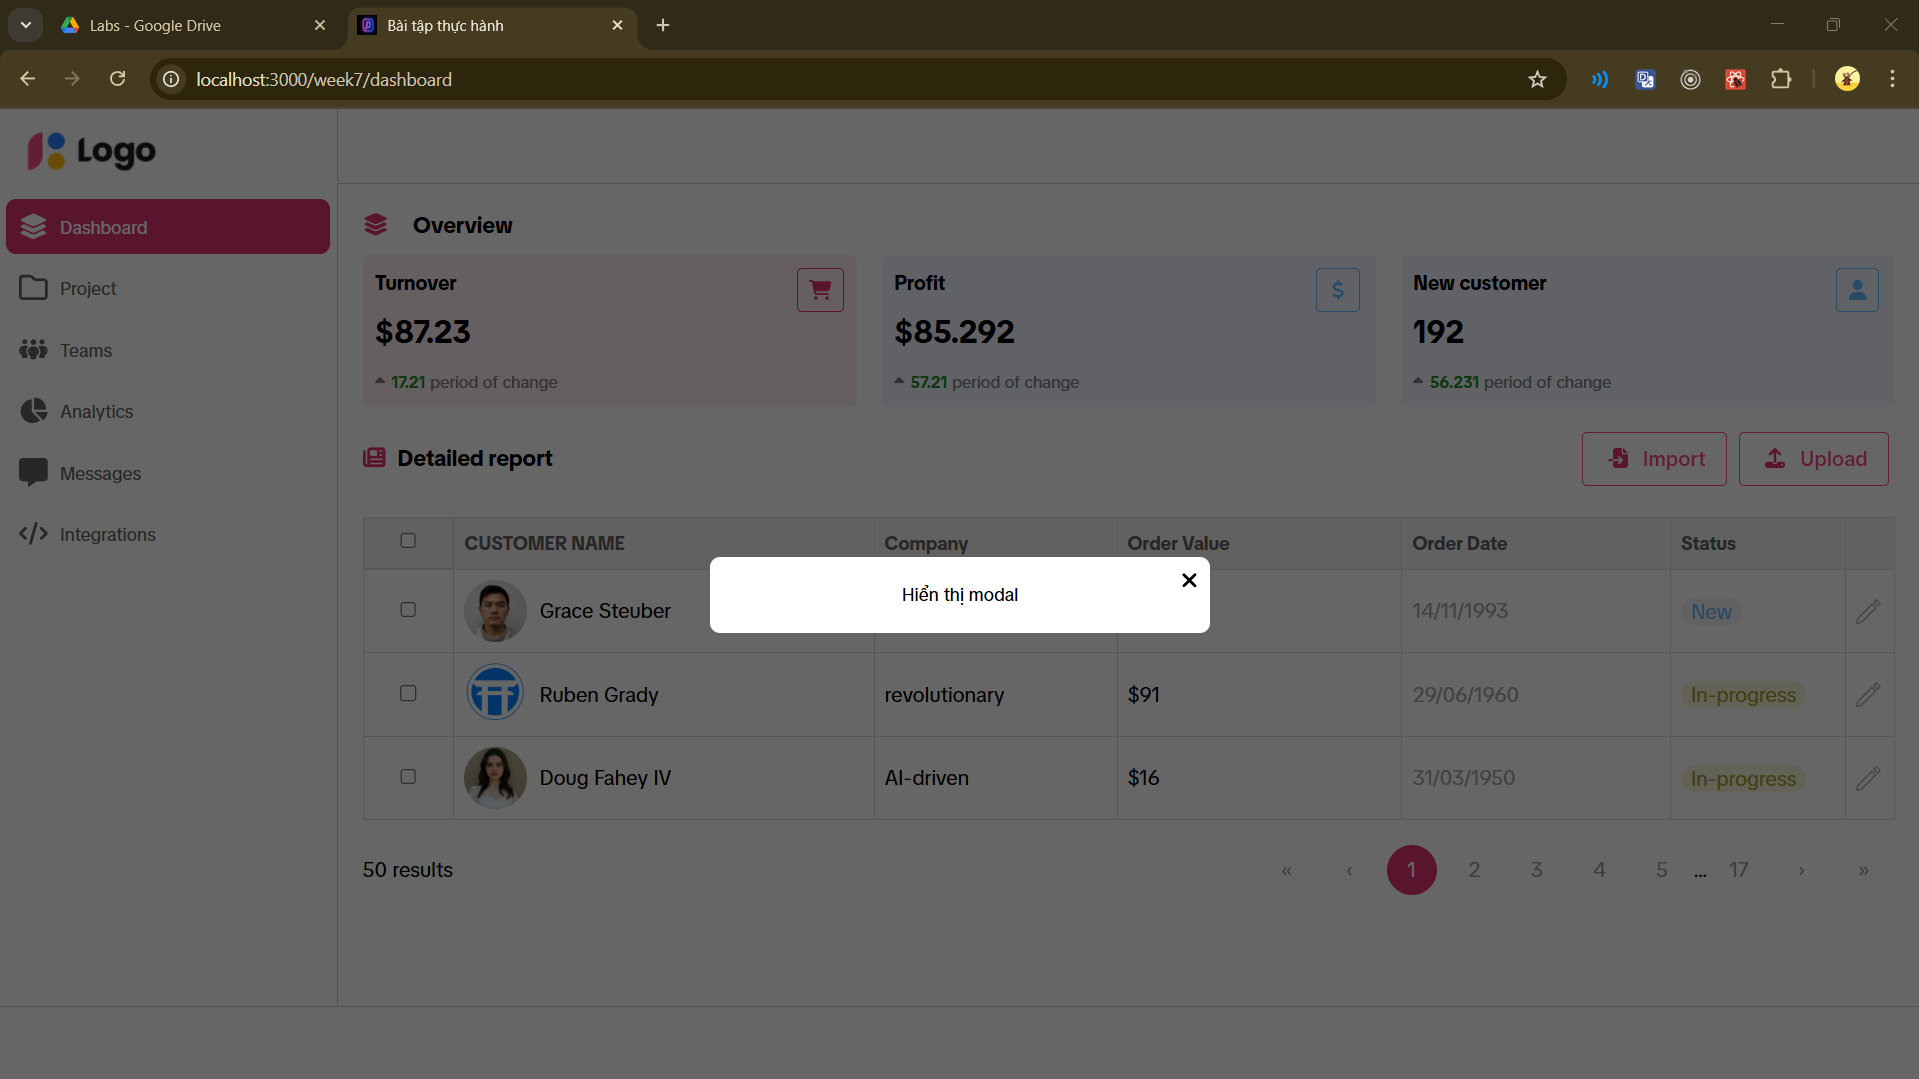 Labs - Google Drive
Bài tập thực hành
localhost:3000/week7/dashboard
Logo
Dashboard
Project
Teams
Analytics
Messages
Integrations
Overview
Turnover
$87.23
17.21 period of change
Profit
$
$85.292
57.21 period of change
New customer
192
56.231 period of change
Detailed report
Import
Upload
CUSTOMER NAME Company Order Value Order Date Status
Hiển thị modal
Grace Steuber 14/11/1993 New
Ruben Grady revolutionary $91 29/06/1960 In-progress
Doug Fahey IV AI-driven $16 31/03/1950 In-progress
50 results
« ‹ 1 2 3 4 5 ... 17 › »